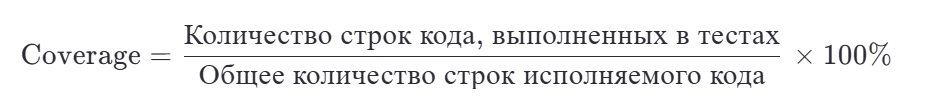 Количество строк кода, выполненных в тестах
Coverage = × 100%
Общее количество строк исполняемого кода